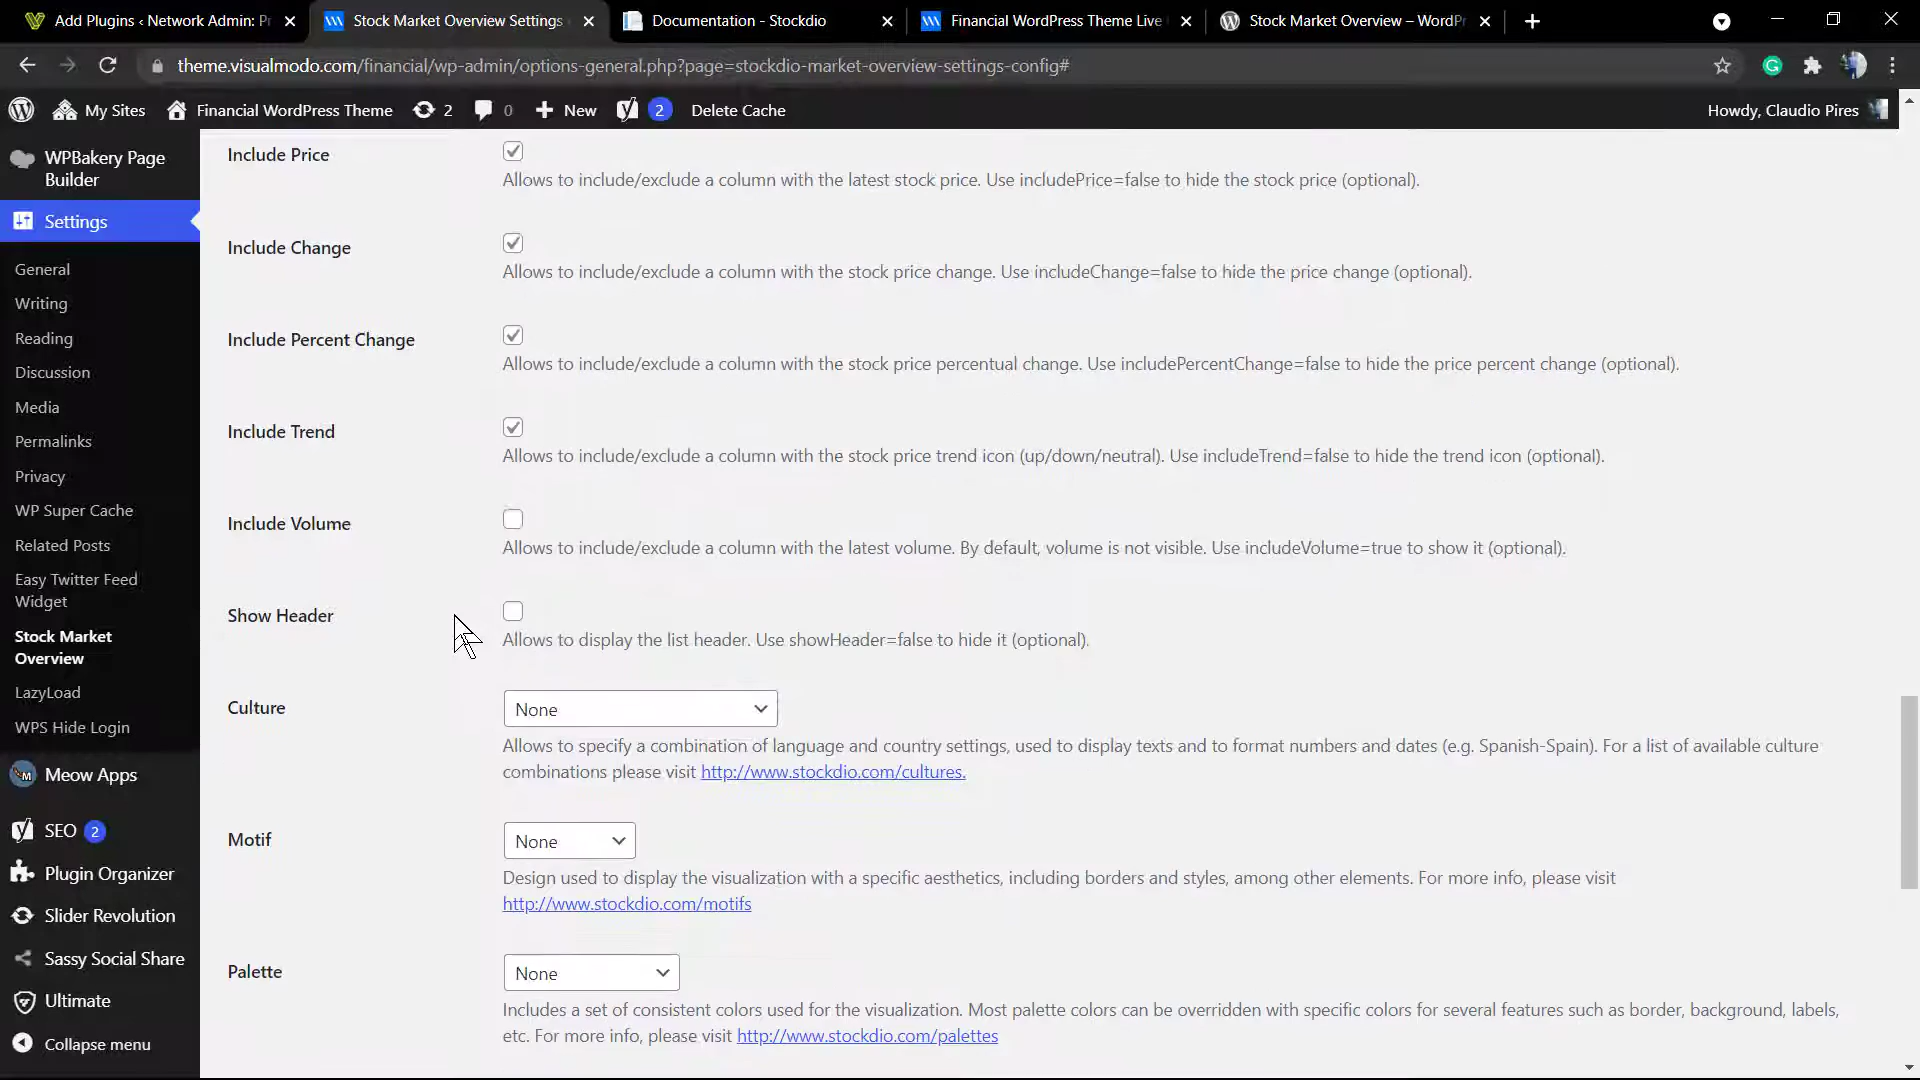 Add Plugins ‹ Network Admin: Pr
Stock Market Overview Settings
Documentation - Stockdio
Financial WordPress Theme Live
Stock Market Overview – WordPr
theme.visualmodo.com/financial/wp-admin/options-general.php?page=stockdio-market-overview-settings-config#
My Sites
Financial WordPress Theme
2
0
New
2
Delete Cache
Howdy, Claudio Pires
WPBakery Page
Builder
Settings
General
Writing
Reading
Discussion
Media
Permalinks
Privacy
WP Super Cache
Related Posts
Easy Twitter Feed
Widget
Stock Market
Overview
LazyLoad
WPS Hide Login
Meow Apps
SEO 2
Plugin Organizer
Slider Revolution
Sassy Social Share
Ultimate
Collapse menu
Include Price
Allows to include/exclude a column with the latest stock price. Use includePrice=false to hide the stock price (optional).
Include Change
Allows to include/exclude a column with the stock price change. Use includeChange=false to hide the price change (optional).
Include Percent Change
Allows to include/exclude a column with the stock price percentual change. Use includePercentChange=false to hide the price percent change (optional).
Include Trend
Allows to include/exclude a column with the stock price trend icon (up/down/neutral). Use includeTrend=false to hide the trend icon (optional).
Include Volume
Allows to include/exclude a column with the latest volume. By default, volume is not visible. Use includeVolume=true to show it (optional).
Show Header
Allows to display the list header. Use showHeader=false to hide it (optional).
Culture
None
Allows to specify a combination of language and country settings, used to display texts and to format numbers and dates (e.g. Spanish-Spain). For a list of available culture
combinations please visit http://www.stockdio.com/cultures.
Motif
None
Design used to display the visualization with a specific aesthetics, including borders and styles, among other elements. For more info, please visit
http://www.stockdio.com/motifs
Palette
None
Includes a set of consistent colors used for the visualization. Most palette colors can be overridden with specific colors for several features such as border, background, labels,
etc. For more info, please visit http://www.stockdio.com/palettes